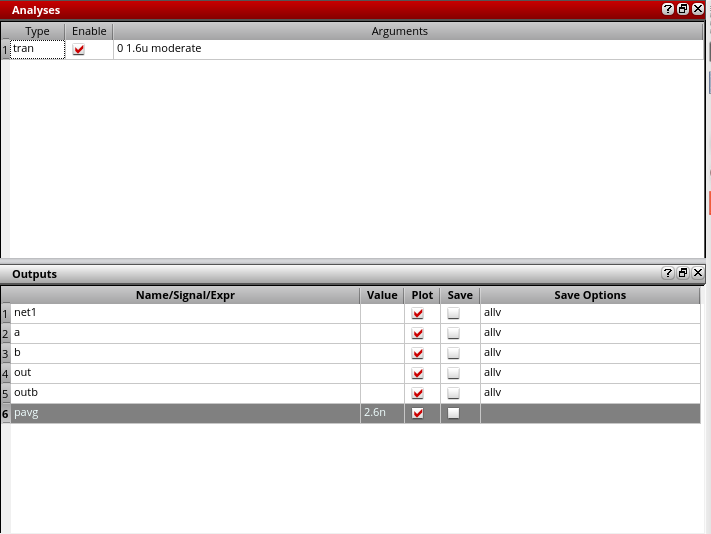 Analyses
Type Enable Arguments
1 tran 0 1.6u moderate
Outputs
Name/Signal/Expr Value Plot Save Save Options
1 net1 allv
2 a allv
3 b allv
4 out allv
5 outb allv
6 pavg 2.6n